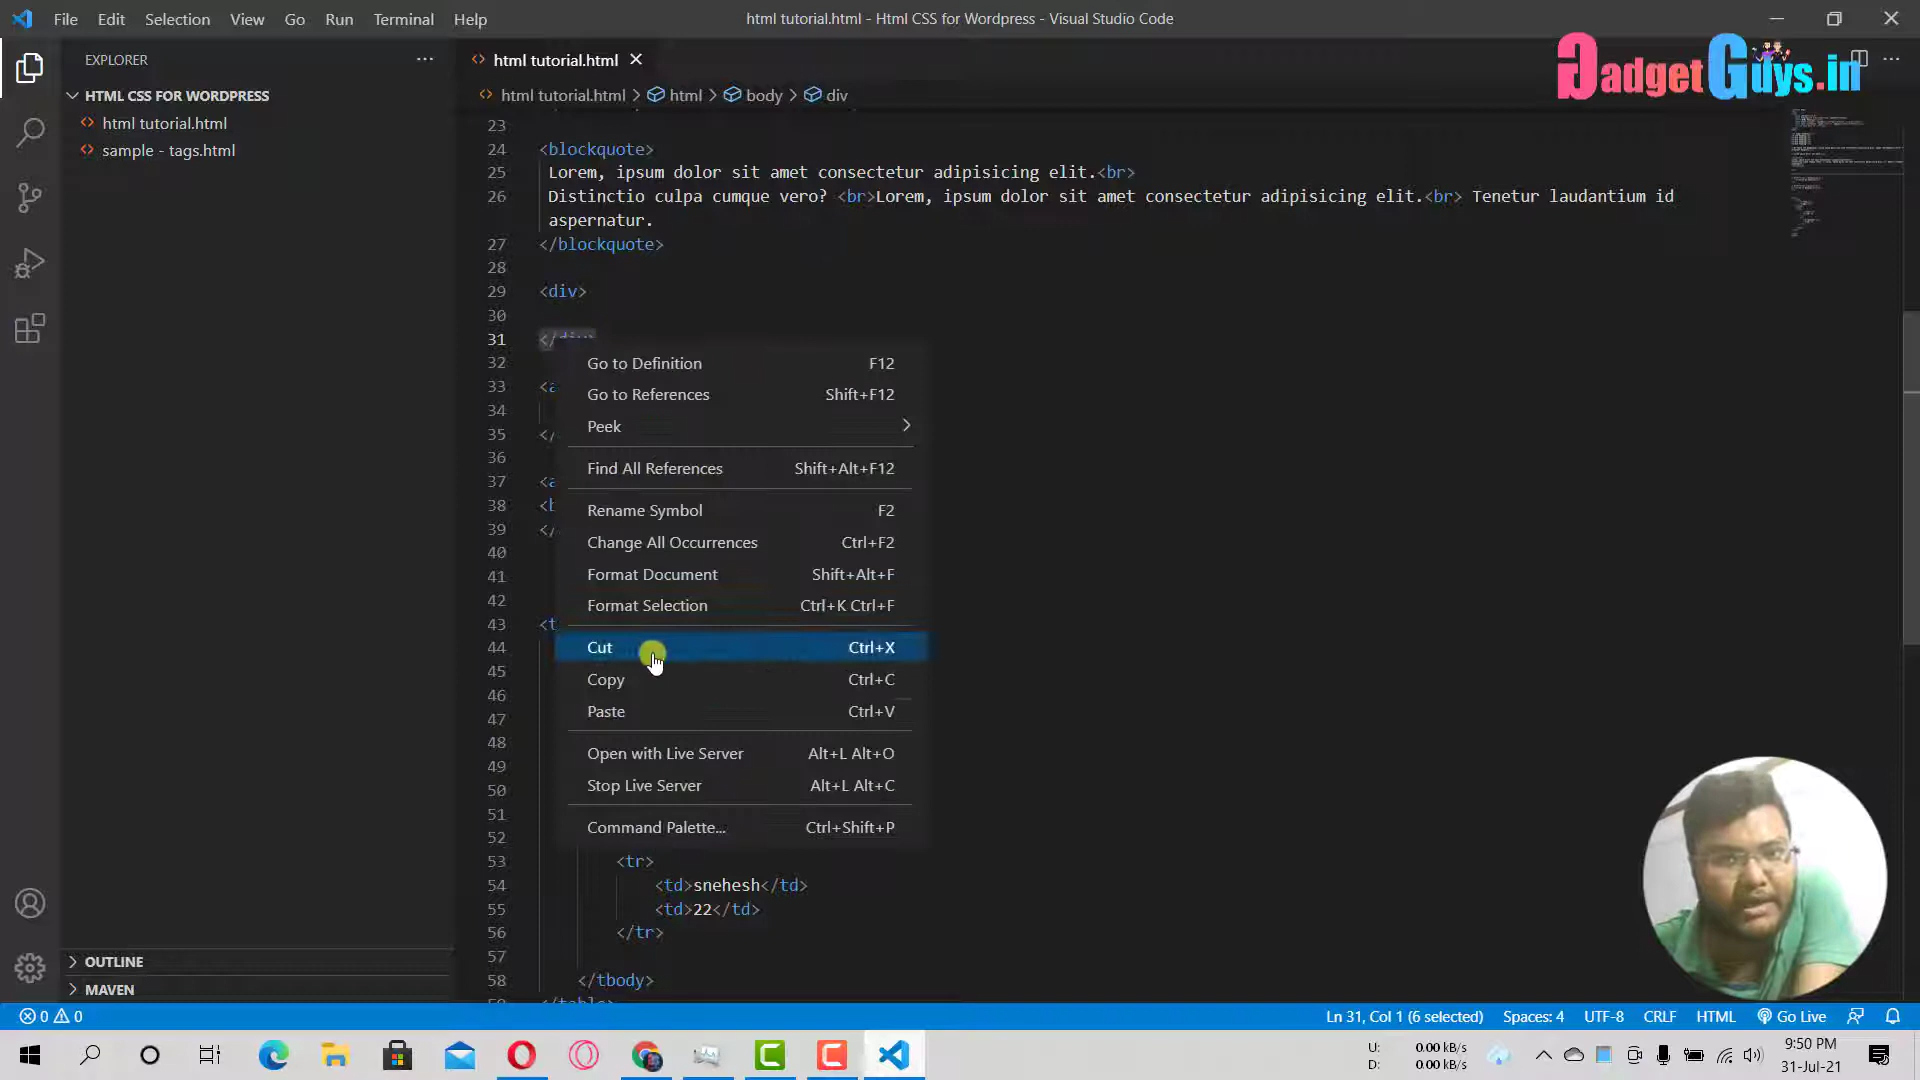 File Edit Selection View Go Run Terminal Help
html tutorial.html - Html CSS for Wordpress - Visual Studio Code
GadgetGuys.in
EXPLORER
HTML CSS FOR WORDPRESS
html tutorial.html
sample - tags.html
OUTLINE
MAVEN
html tutorial.html
html tutorial.html > html > body > div
23
24 <blockquote>
25 Lorem, ipsum dolor sit amet consectetur adipisicing elit.<br>
26 Distinctio culpa cumque vero? <br>Lorem, ipsum dolor sit amet consectetur adipisicing elit.<br> Tenetur laudantium id
aspernatur.
27 </blockquote>
28
29 <div>
30
31 </div>
32
33 <a
34
35 </
36
37 <a
38 <b
39 </
40
41
42
43 <t
44
45
46
47
48
49
50
51
52
53 <tr>
54 <td>snehesh</td>
55 <td>22</td>
56 </tr>
57
58 </tbody>
Go to Definition F12
Go to References Shift+F12
Peek
Find All References Shift+Alt+F12
Rename Symbol F2
Change All Occurrences Ctrl+F2
Format Document Shift+Alt+F
Format Selection Ctrl+K Ctrl+F
Cut Ctrl+X
Copy Ctrl+C
Paste Ctrl+V
Open with Live Server Alt+L Alt+O
Stop Live Server Alt+L Alt+C
Command Palette... Ctrl+Shift+P
0 0
Ln 31, Col 1 (6 selected) Spaces: 4 UTF-8 CRLF HTML Go Live
U: 0.00 kB/s
D: 0.00 kB/s
9:50 PM
31-Jul-21